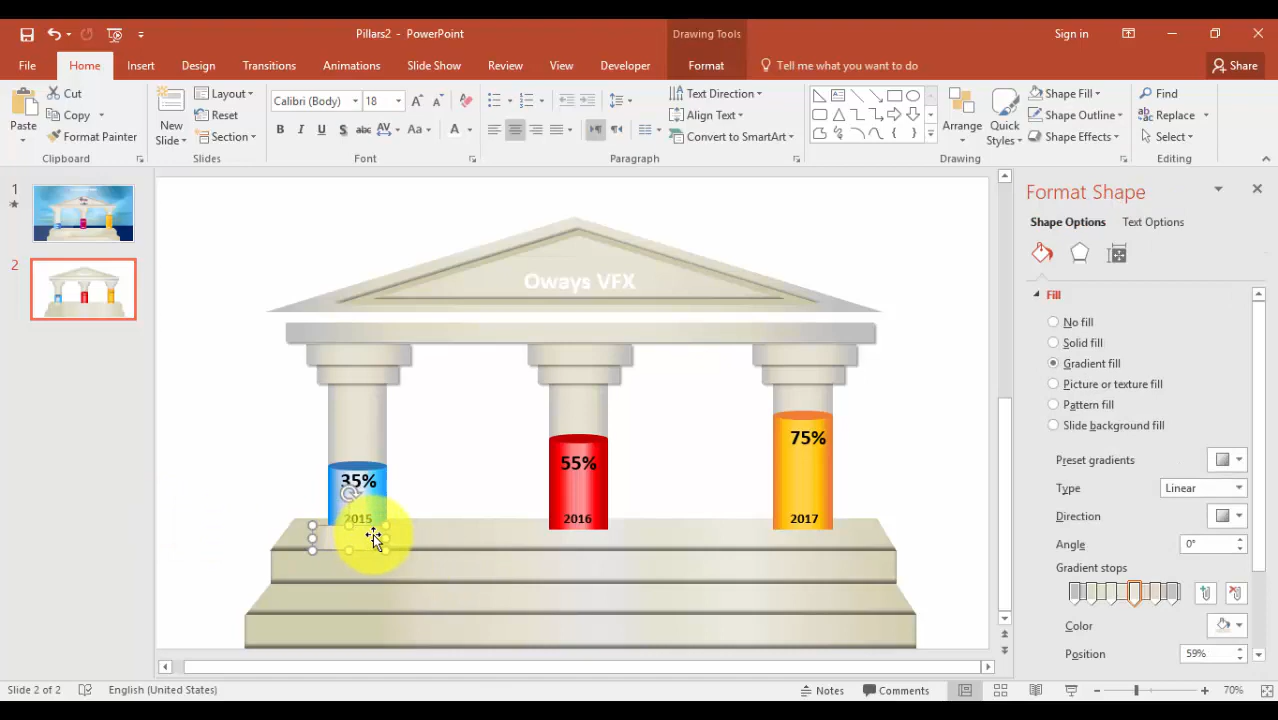 Pillars2 - PowerPoint
Drawing Tools
Sign in
File
Home
Insert
Design
Transitions
Animations
Slide Show
Review
View
Developer
Format
Tell me what you want to do
Share
Paste
Cut
Copy
Format Painter
Clipboard
New
Slide
Layout
Reset
Section
Slides
Calibri (Body)
18
B I U S abc AV Aa A
Font
Text Direction
Align Text
Convert to SmartArt
Paragraph
Arrange
Quick
Styles
Shape Fill
Shape Outline
Shape Effects
Drawing
Find
Replace
Select
Editing
1
2
Oways VFX
35%
2015
55%
2016
75%
2017
Format Shape
Shape Options
Text Options
Fill
No fill
Solid fill
Gradient fill
Picture or texture fill
Pattern fill
Slide background fill
Preset gradients
Type
Linear
Direction
Angle
0°
Gradient stops
Color
Position
59%
Slide 2 of 2
English (United States)
Notes
Comments
70%